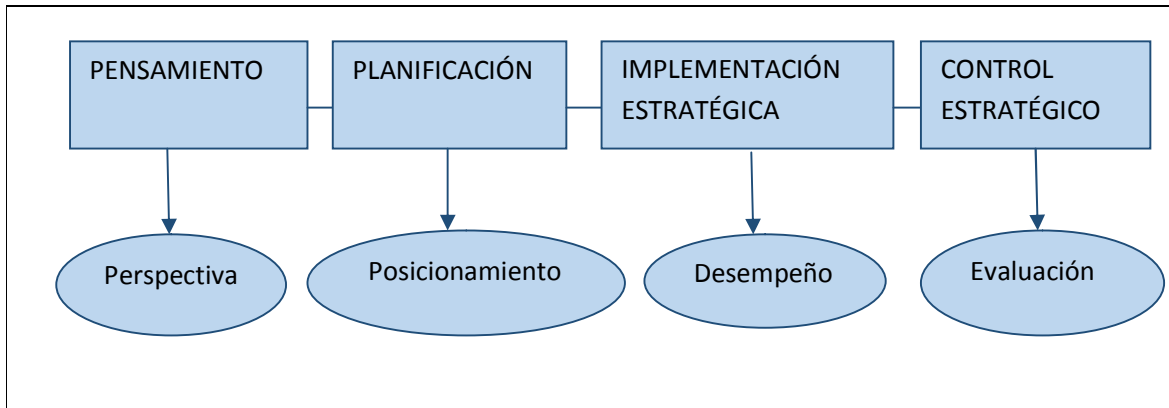 PENSAMIENTO
PLANIFICACIÓN
IMPLEMENTACIÓN
ESTRATÉGICA
CONTROL
ESTRATÉGICO
Perspectiva
Posicionamiento
Desempeño
Evaluación